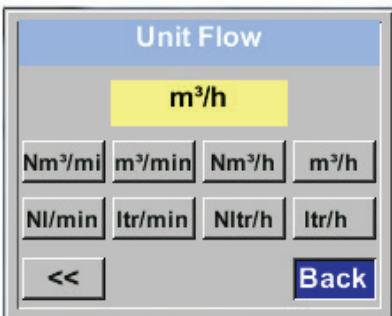 Unit Flow
m³/h
Nm³/mi m³/min Nm³/h m³/h
Nl/min ltr/min Nltr/h ltr/h
<< Back